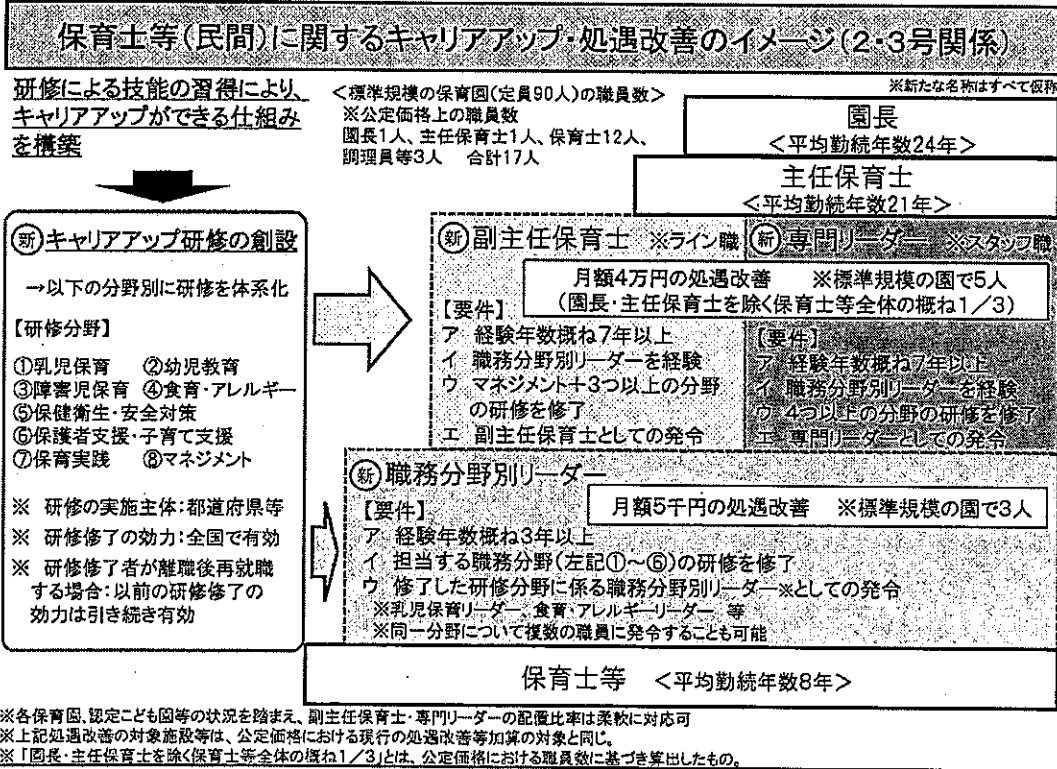 保育士等(民間)に関するキャリアアップ・処遇改善のイメージ(2・3号関係)
※新たな名称はすべて仮称
研修による技能の習得により、
キャリアアップができる仕組み
を構築
<標準規模の保育園(定員90人)の職員数>
※公定価格上の職員数
園長1人、主任保育士1人、保育士12人、
調理員等3人 合計17人
園長
<平均勤続年数24年>
主任保育士
<平均勤続年数21年>
新 キャリアアップ研修の創設
→以下の分野別に研修を体系化
【研修分野】
①乳児保育 ②幼児教育
③障害児保育 ④食育・アレルギー
⑤保健衛生・安全対策
⑥保護者支援・子育て支援
⑦保育実践 ⑧マネジメント
※ 研修の実施主体:都道府県等
※ 研修修了の効力:全国で有効
※ 研修修了者が離職後再就職
する場合:以前の研修修了の
効力は引き続き有効
新 副主任保育士 ※ライン職
新 専門リーダー ※スタッフ職
月額4万円の処遇改善 ※標準規模の園で5人
(園長・主任保育士を除く保育士等全体の概ね1/3)
【要件】
ア 経験年数概ね7年以上
イ 職務分野別リーダーを経験
ウ マネジメント+3つ以上の分野
の研修を修了
エ 副主任保育士としての発令
【要件】
ア 経験年数概ね7年以上
イ 職務分野別リーダーを経験
ウ 4つ以上の分野の研修を修了
エ 専門リーダーとしての発令
新 職務分野別リーダー
月額5千円の処遇改善 ※標準規模の園で3人
【要件】
ア 経験年数概ね3年以上
イ 担当する職務分野(左記①~⑥)の研修を修了
ウ 修了した研修分野に係る職務分野別リーダー※としての発令
※乳児保育リーダー、食育・アレルギーリーダー 等
※同一分野について複数の職員に発令することも可能
保育士等 <平均勤続年数8年>
※各保育園、認定こども園等の状況を踏まえ、副主任保育士・専門リーダーの配置比率は柔軟に対応可
※上記処遇改善の対象施設等は、公定価格における現行の処遇改善等加算の対象と同じ。
※「園長・主任保育士を除く保育士等全体の概ね1/3」とは、公定価格における職員数に基づき算出したもの。